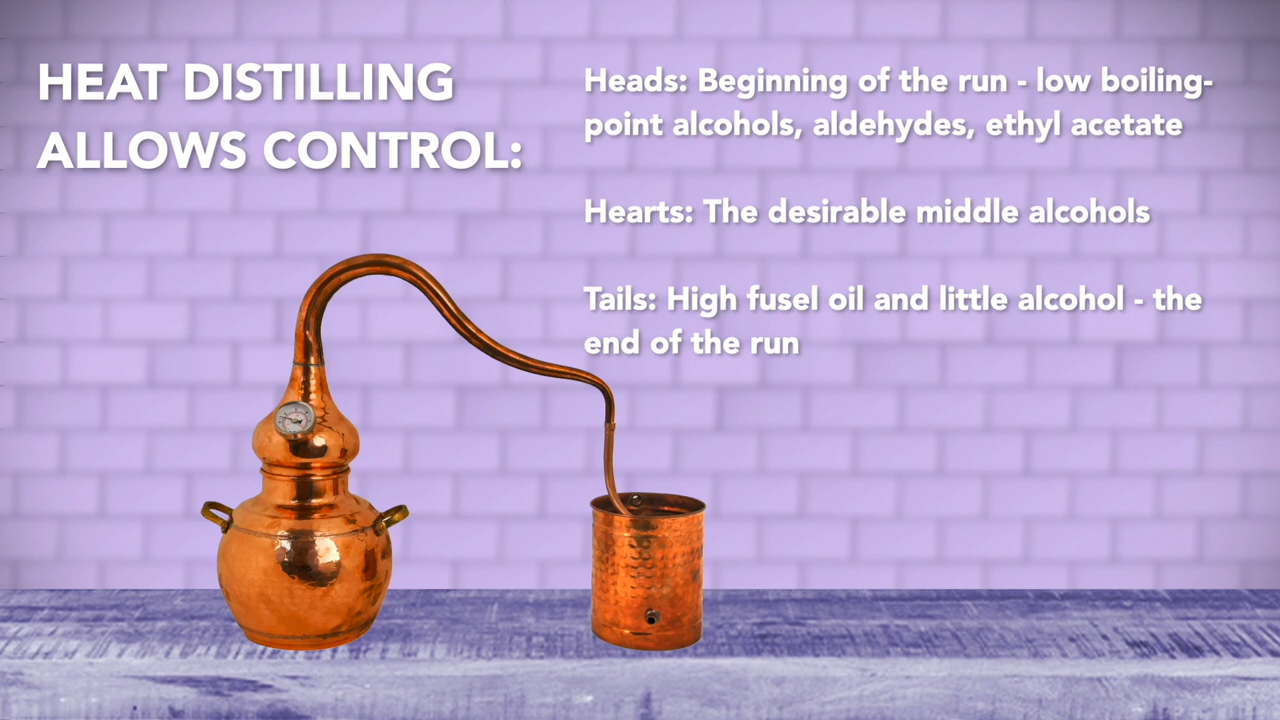 HEAT DISTILLING
ALLOWS CONTROL:
Heads: Beginning of the run - low boiling-
point alcohols, aldehydes, ethyl acetate
Hearts: The desirable middle alcohols
Tails: High fusel oil and little alcohol - the
end of the run